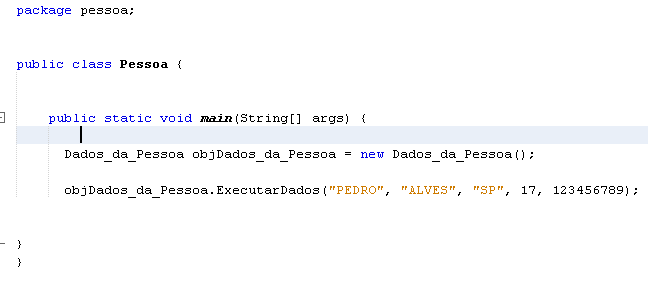 package pessoa;
public class Pessoa {
public static void main(String[] args) {
Dados_da_Pessoa objDados_da_Pessoa = new Dados_da_Pessoa();
objDados_da_Pessoa.ExecutarDados("PEDRO", "ALVES", "SP", 17, 123456789);
}
}